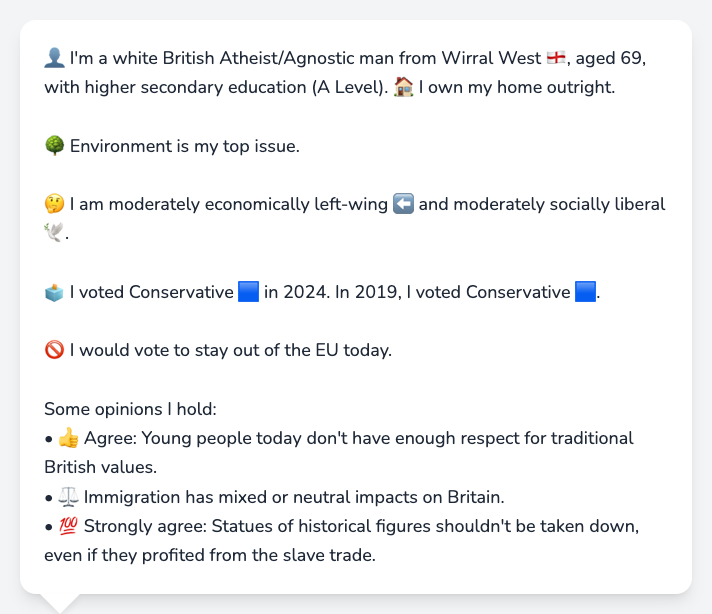 👤 I'm a white British Atheist/Agnostic man from Wirral West 🏴󠁧󠁢󠁥󠁮󠁧󠁿, aged 69,
with higher secondary education (A Level). 🏠 I own my home outright.
🌳 Environment is my top issue.
🤔 I am moderately economically left-wing ⬅️ and moderately socially liberal
🕊️.
🗳️ I voted Conservative 🟦 in 2024. In 2019, I voted Conservative 🟦.
🚫 I would vote to stay out of the EU today.
Some opinions I hold:
• 👍 Agree: Young people today don't have enough respect for traditional
British values.
• ⚖️ Immigration has mixed or neutral impacts on Britain.
• 💯 Strongly agree: Statues of historical figures shouldn't be taken down,
even if they profited from the slave trade.